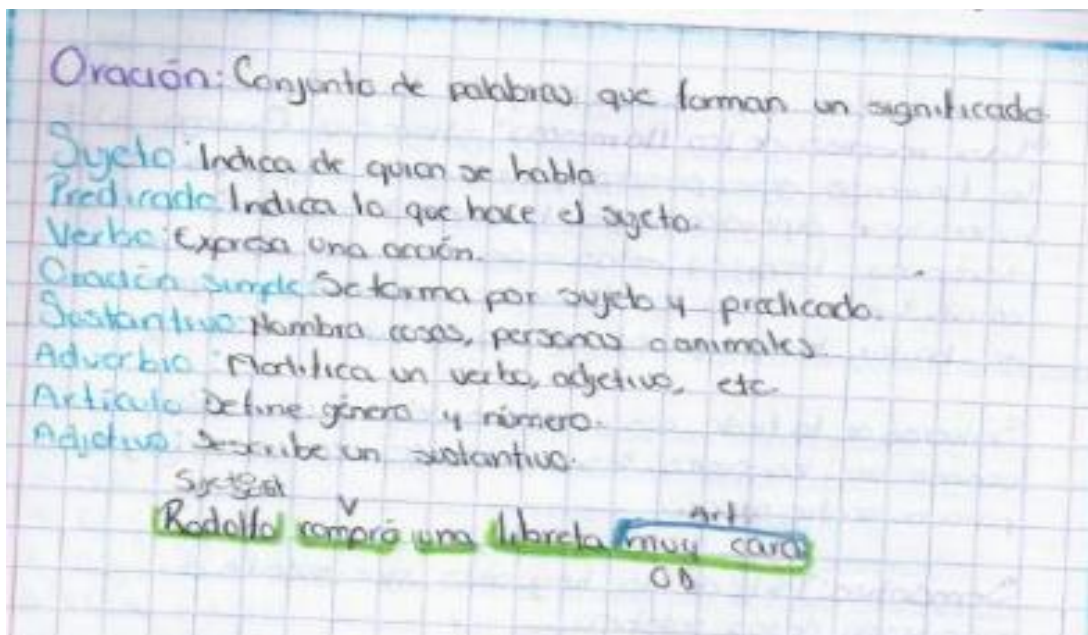 Oración: Conjunto de palabras que forman un significado.
Sujeto: Indica de quien se habla.
Predicado: Indica lo que hace el sujeto.
Verbo: Expresa una acción.
Oración simple: Se forma por sujeto y predicado.
Sustantivo: Nombra cosas, personas o animales.
Adverbio: Modifica un verbo, adjetivo, etc.
Artículo: Define género y número.
Adjetivo: Describe un sustantivo.
V Art
Rodolfo compró una libreta muy cara
OD